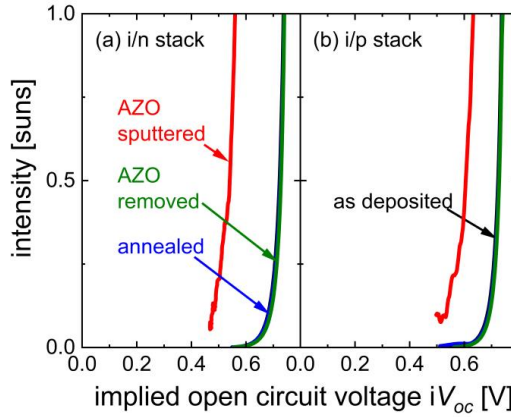 (a) i/n stack
(b) i/p stack
1.0
0.5
0.0
intensity [suns]
AZO
sputtered
AZO
removed
annealed
as deposited
0.0 0.2 0.4 0.6 0.0 0.2 0.4 0.6
implied open circuit voltage iVoc [V]